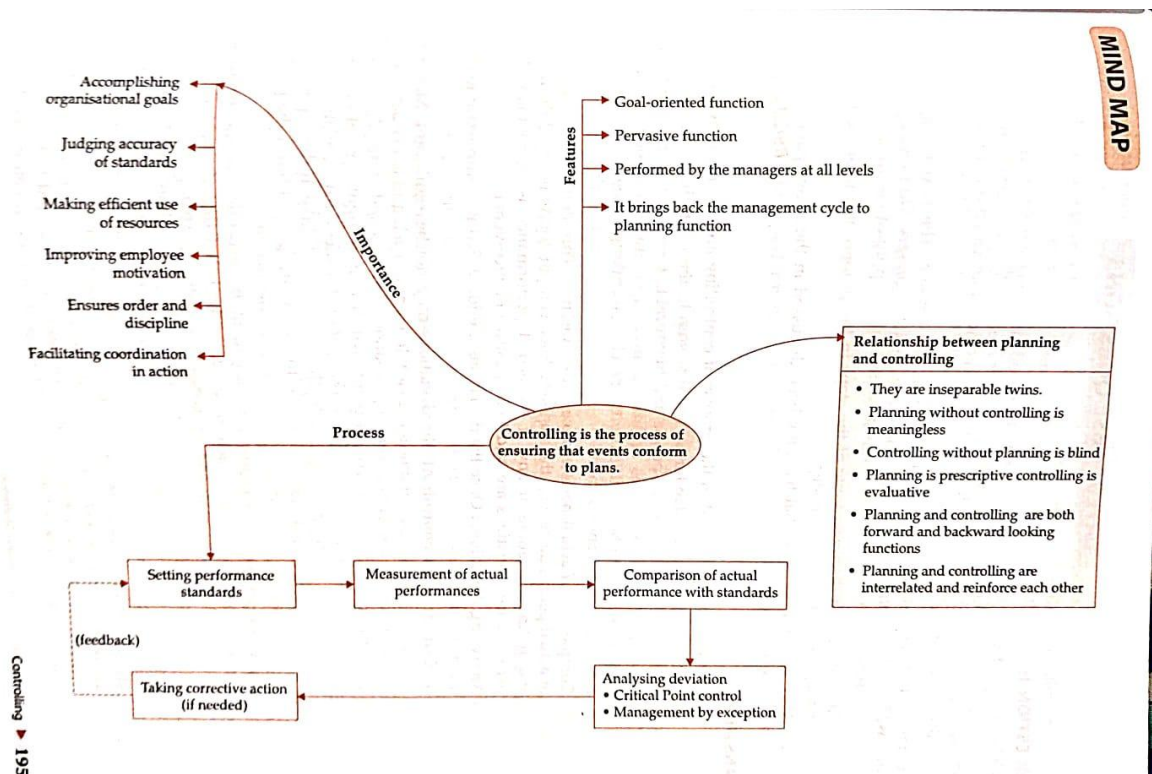 MIND MAP
Accomplishing
organisational goals
Judging accuracy
of standards
Making efficient use
of resources
Improving employee
motivation
Ensures order and
discipline
Facilitating coordination
in action
Importance
Features
Goal-oriented function
Pervasive function
Performed by the managers at all levels
It brings back the management cycle to
planning function
Relationship between planning
and controlling
• They are inseparable twins.
• Planning without controlling is
meaningless
• Controlling without planning is blind
• Planning is prescriptive controlling is
evaluative
• Planning and controlling are both
forward and backward looking
functions
• Planning and controlling are
interrelated and reinforce each other
Controlling is the process of
ensuring that events conform
to plans.
Process
Setting performance
standards
Measurement of actual
performances
Comparison of actual
performance with standards
Analysing deviation
• Critical Point control
• Management by exception
Taking corrective action
(if needed)
(feedback)
Controlling ▶ 195